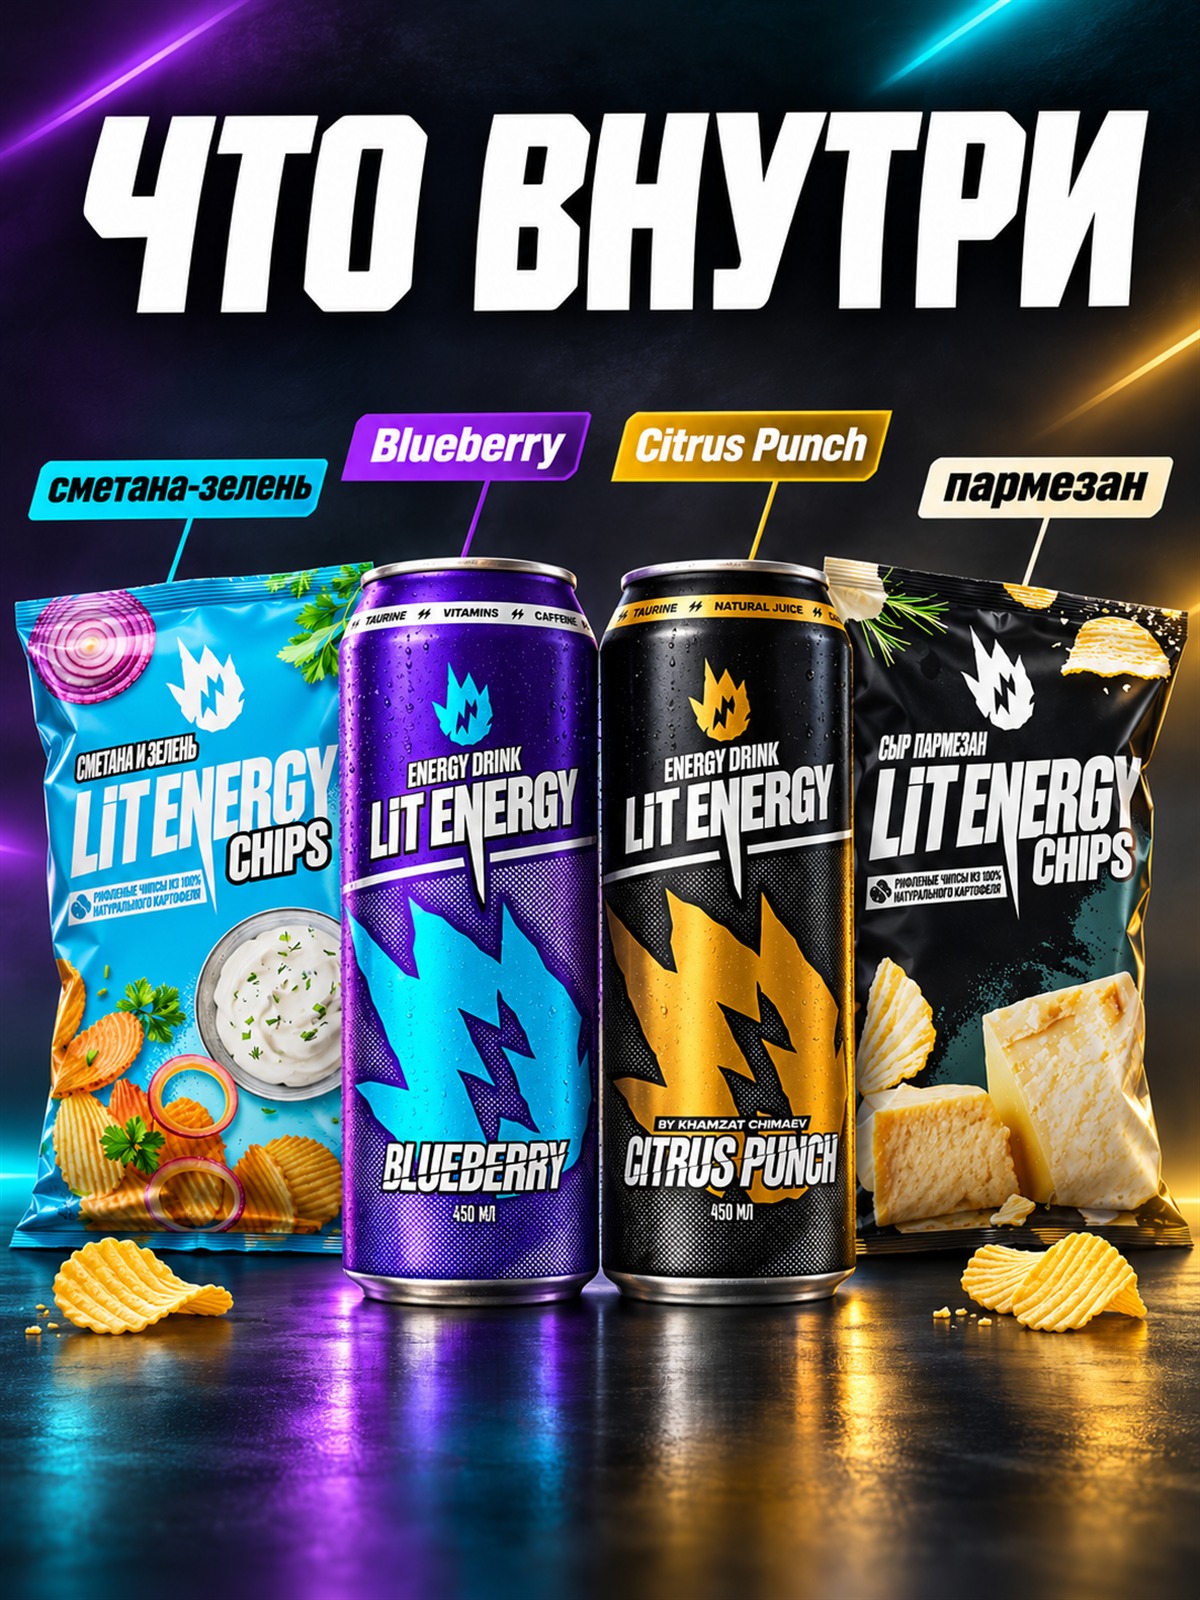 ЧТО ВНУТРИ
сметана-зелень
Blueberry
Citrus Punch
пармезан
СМЕТАНА И ЗЕЛЕНЬ
LIT ENERGY
CHIPS
РИФЛЕНЫЕ ЧИПСЫ ИЗ 100%
НАТУРАЛЬНОГО КАРТОФЕЛЯ
TAURINE VITAMINS CAFFEINE
ENERGY DRINK
LIT ENERGY
BLUEBERRY
450 МЛ
TAURINE NATURAL JUICE
ENERGY DRINK
LIT ENERGY
BY KHAMZAT CHIMAEV
CITRUS PUNCH
450 МЛ
СЫР ПАРМЕЗАН
LIT ENERGY
CHIPS
РИФЛЕНЫЕ ЧИПСЫ ИЗ 100%
НАТУРАЛЬНОГО КАРТОФЕЛЯ